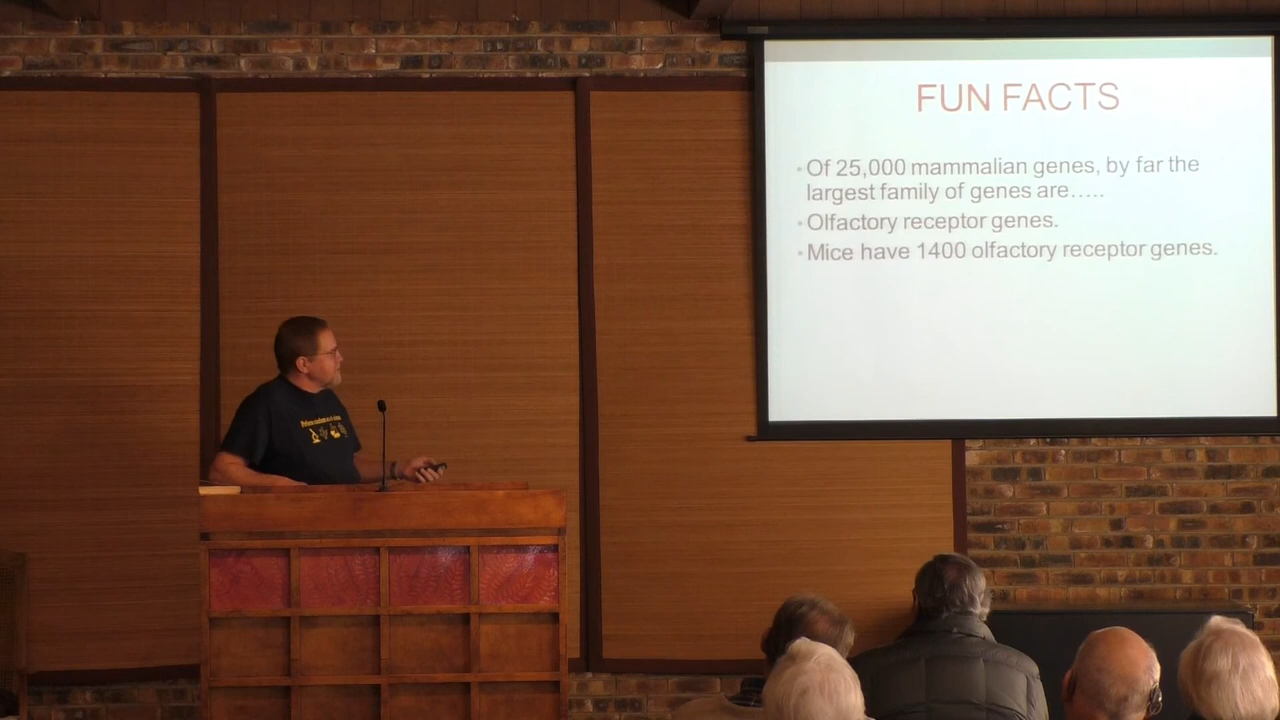 FUN FACTS
• Of 25,000 mammalian genes, by far the
largest family of genes are.....
• Olfactory receptor genes.
• Mice have 1400 olfactory receptor genes.